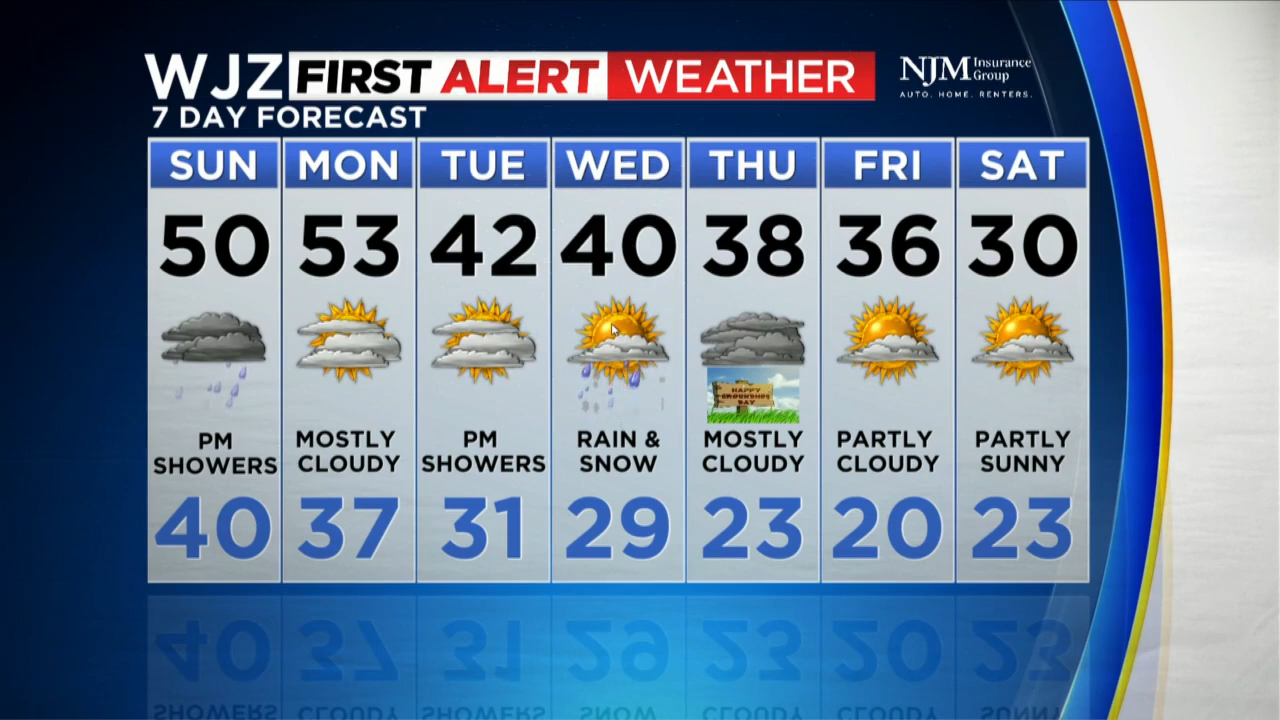 WJZ FIRST ALERT WEATHER
NJM Insurance
Group
AUTO. HOME. RENTERS.
7 DAY FORECAST
SUN MON TUE WED THU FRI SAT
50 53 42 40 38 36 30
HAPPY
GROUNDHOG
DAY
PM MOSTLY PM RAIN & MOSTLY PARTLY PARTLY
SHOWERS CLOUDY SHOWERS SNOW CLOUDY CLOUDY SUNNY
40 37 31 29 23 20 23